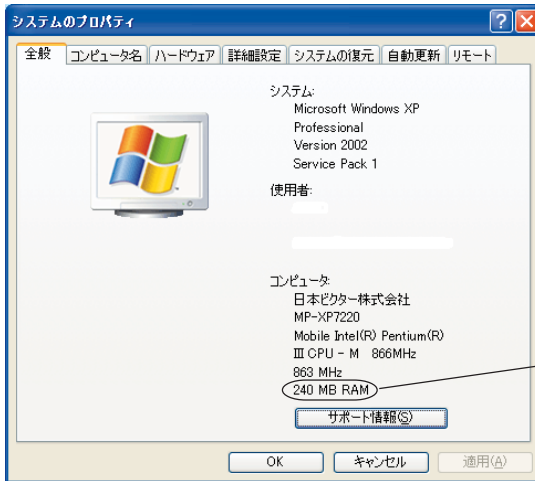 システムのプロパティ
全般 コンピュータ名 ハードウェア 詳細設定 システムの復元 自動更新 リモート
システム:
Microsoft Windows XP
Professional
Version 2002
Service Pack 1
使用者:
コンピュータ:
日本ビクター株式会社
MP-XP7220
Mobile Intel(R) Pentium(R)
III CPU - M 866MHz
863 MHz
240 MB RAM
サポート情報(S)
OK キャンセル 適用(A)